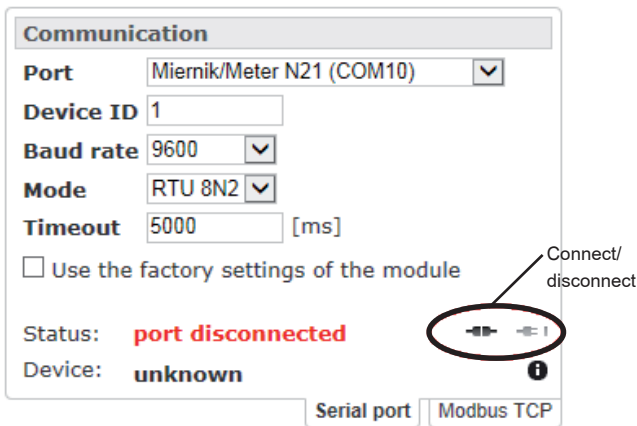 Communication
Port Miernik/Meter N21 (COM10)
Device ID 1
Baud rate 9600
Mode RTU 8N2
Timeout 5000 [ms]
Use the factory settings of the module
Connect/
disconnect
Status: port disconnected
Device: unknown
Serial port Modbus TCP